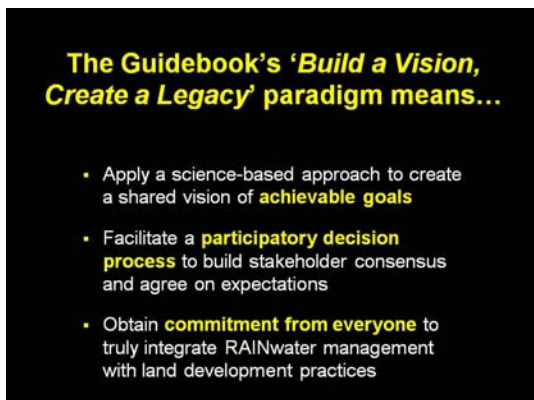 The Guidebook's ‘Build a Vision,
Create a Legacy’ paradigm means…
▪ Apply a science-based approach to create
a shared vision of achievable goals
▪ Facilitate a participatory decision
process to build stakeholder consensus
and agree on expectations
▪ Obtain commitment from everyone to
truly integrate RAINwater management
with land development practices